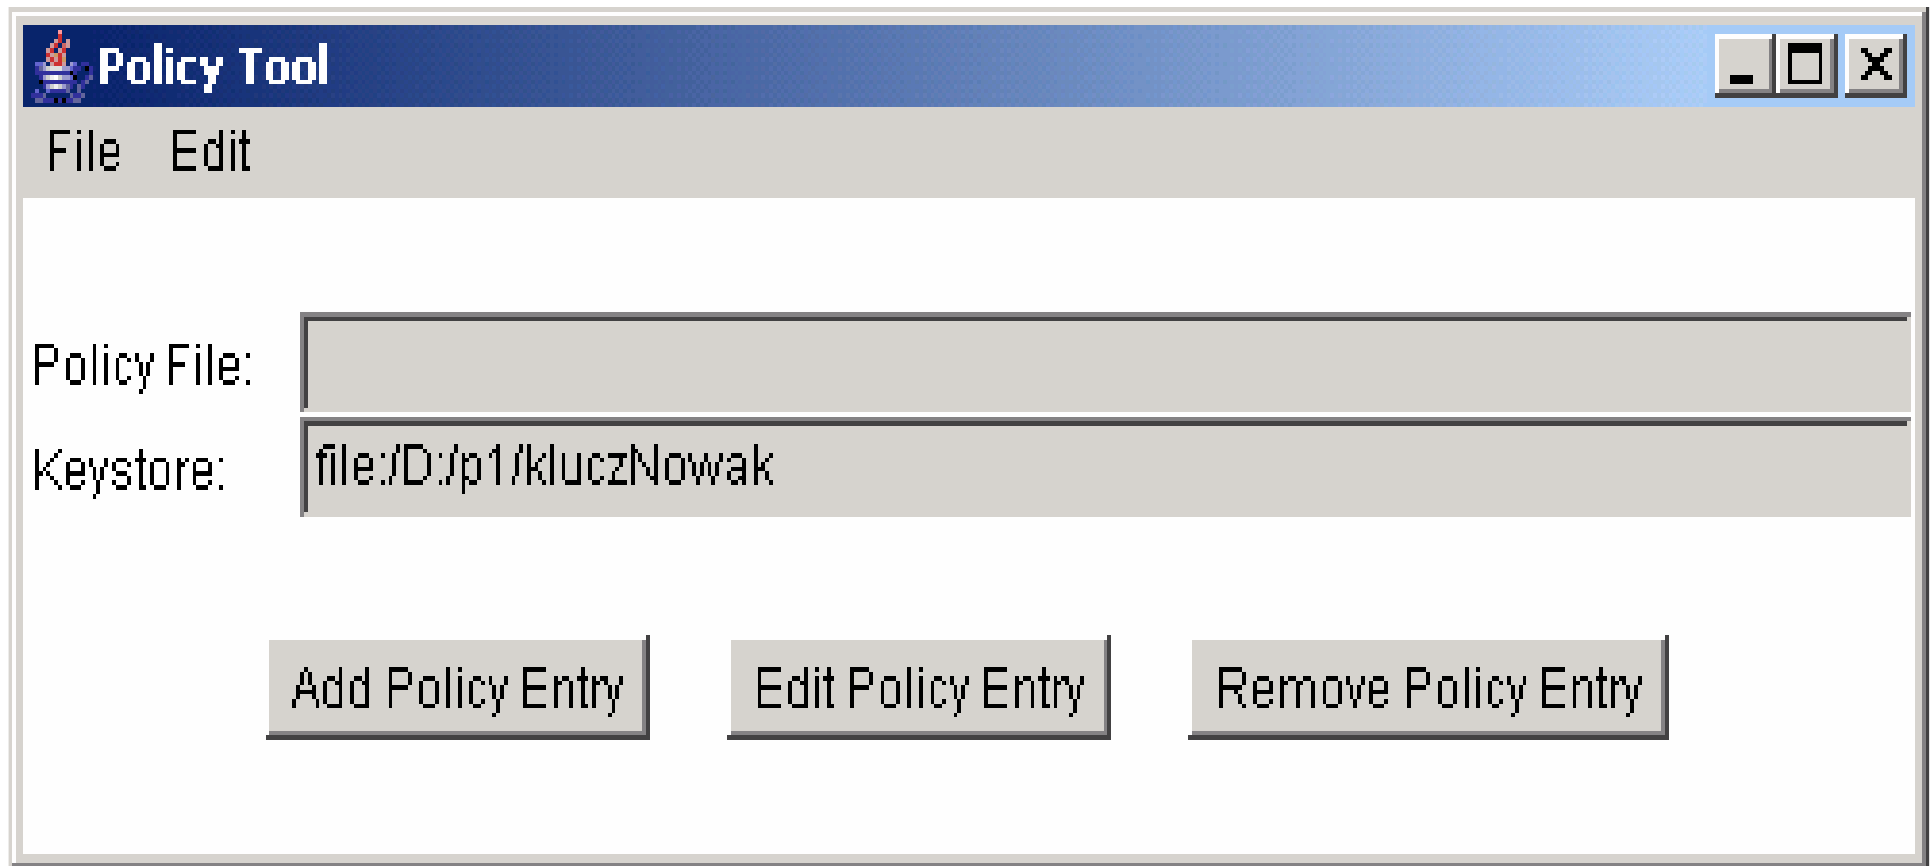 Policy Tool
File Edit
Policy File:
Keystore: file:/D:/p1/kluczNowak
Add Policy Entry Edit Policy Entry Remove Policy Entry